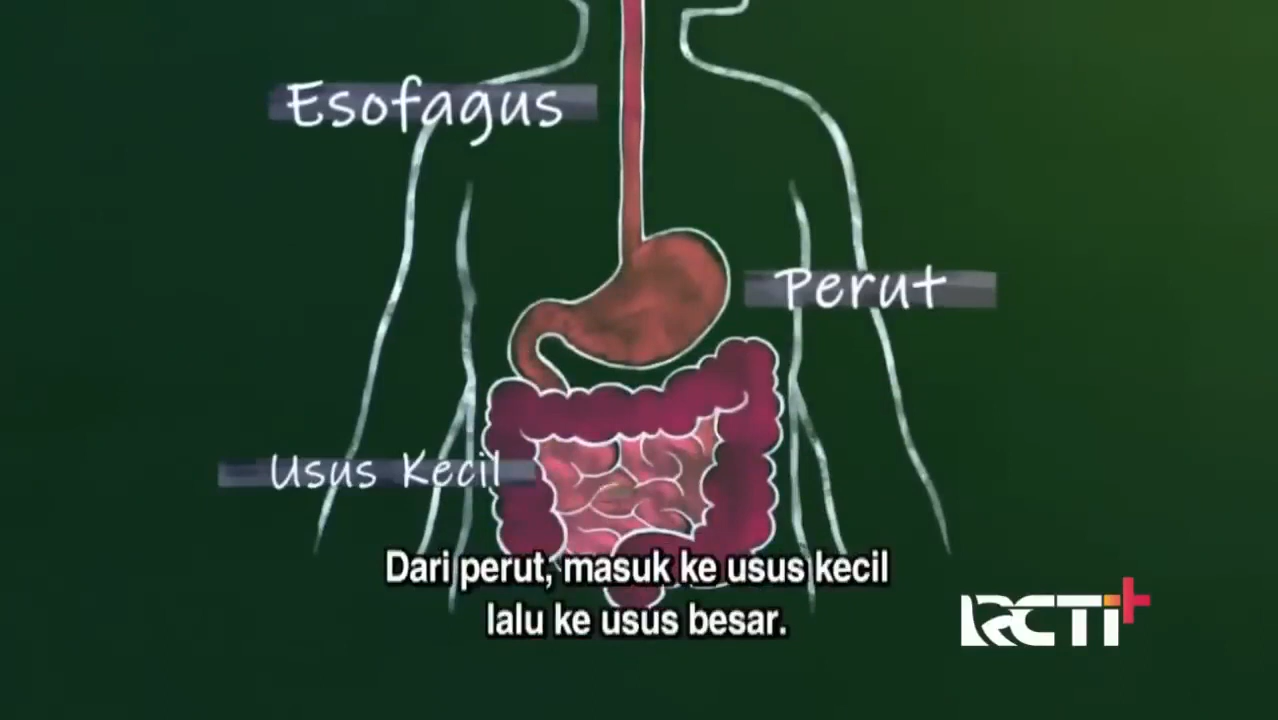 Esofagus
Perut
Usus Kecil
Dari perut, masuk ke usus kecil
lalu ke usus besar.
RCTI+